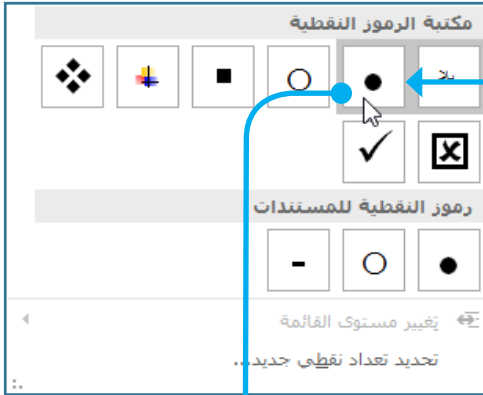 مكتبة الرموز النقطية
بلا
رموز النقطية للمستندات
تغيير مستوى القائمة
تحديد تعداد نقطي جديد...